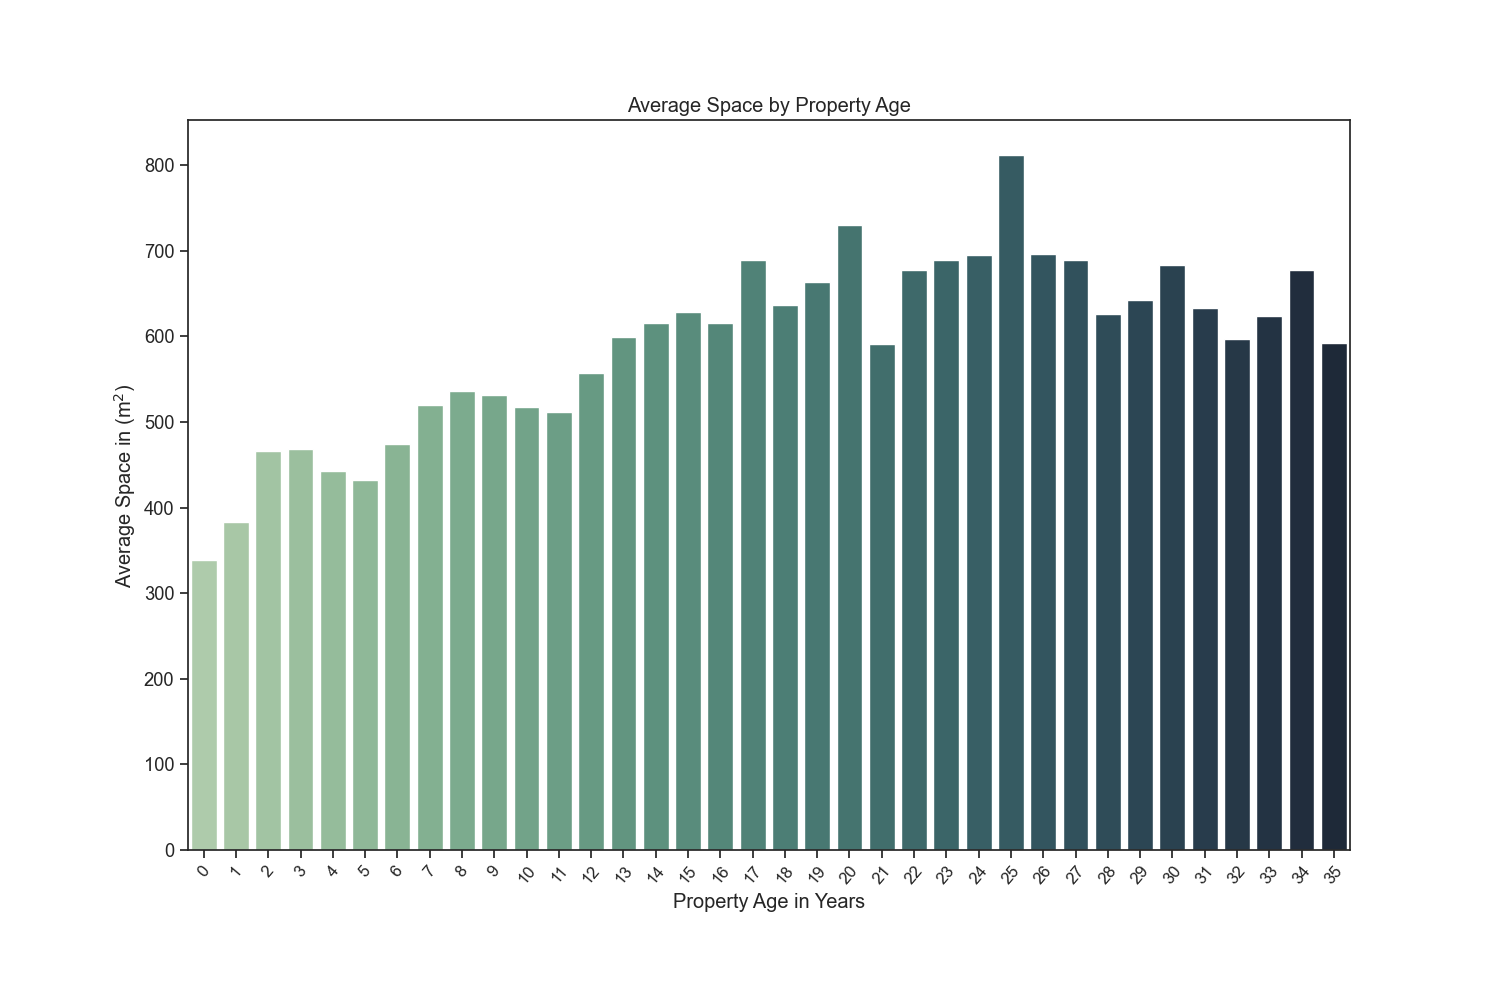 Average Space by Property Age
Average Space in (m²)
800
700
600
500
400
300
200
100
0
0 1 2 3 4 5 6 7 8 9 10 11 12 13 14 15 16 17 18 19 20 21 22 23 24 25 26 27 28 29 30 31 32 33 34 35
Property Age in Years